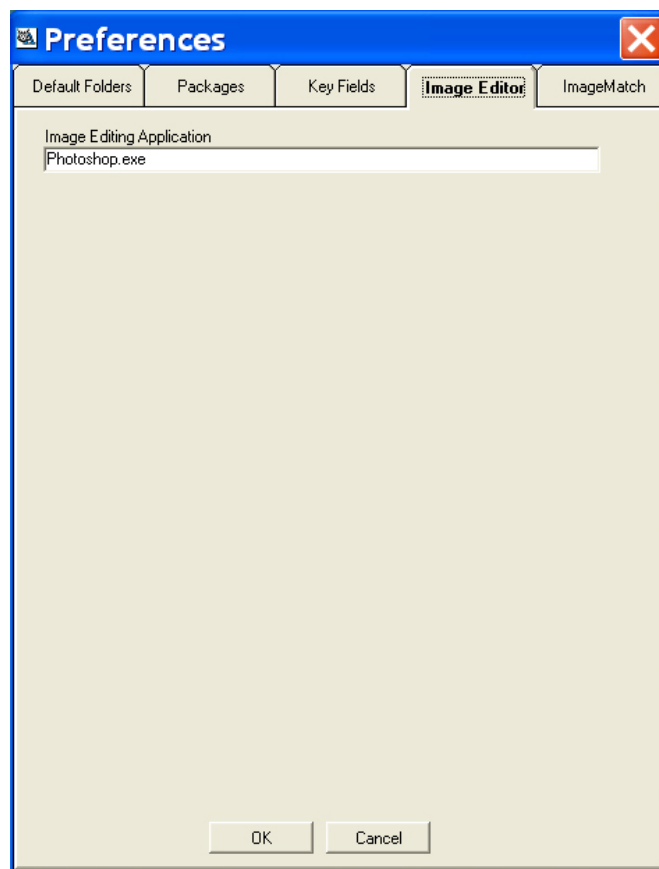 Preferences
Default Folders Packages Key Fields Image Editor ImageMatch
Image Editing Application
Photoshop.exe
OK Cancel